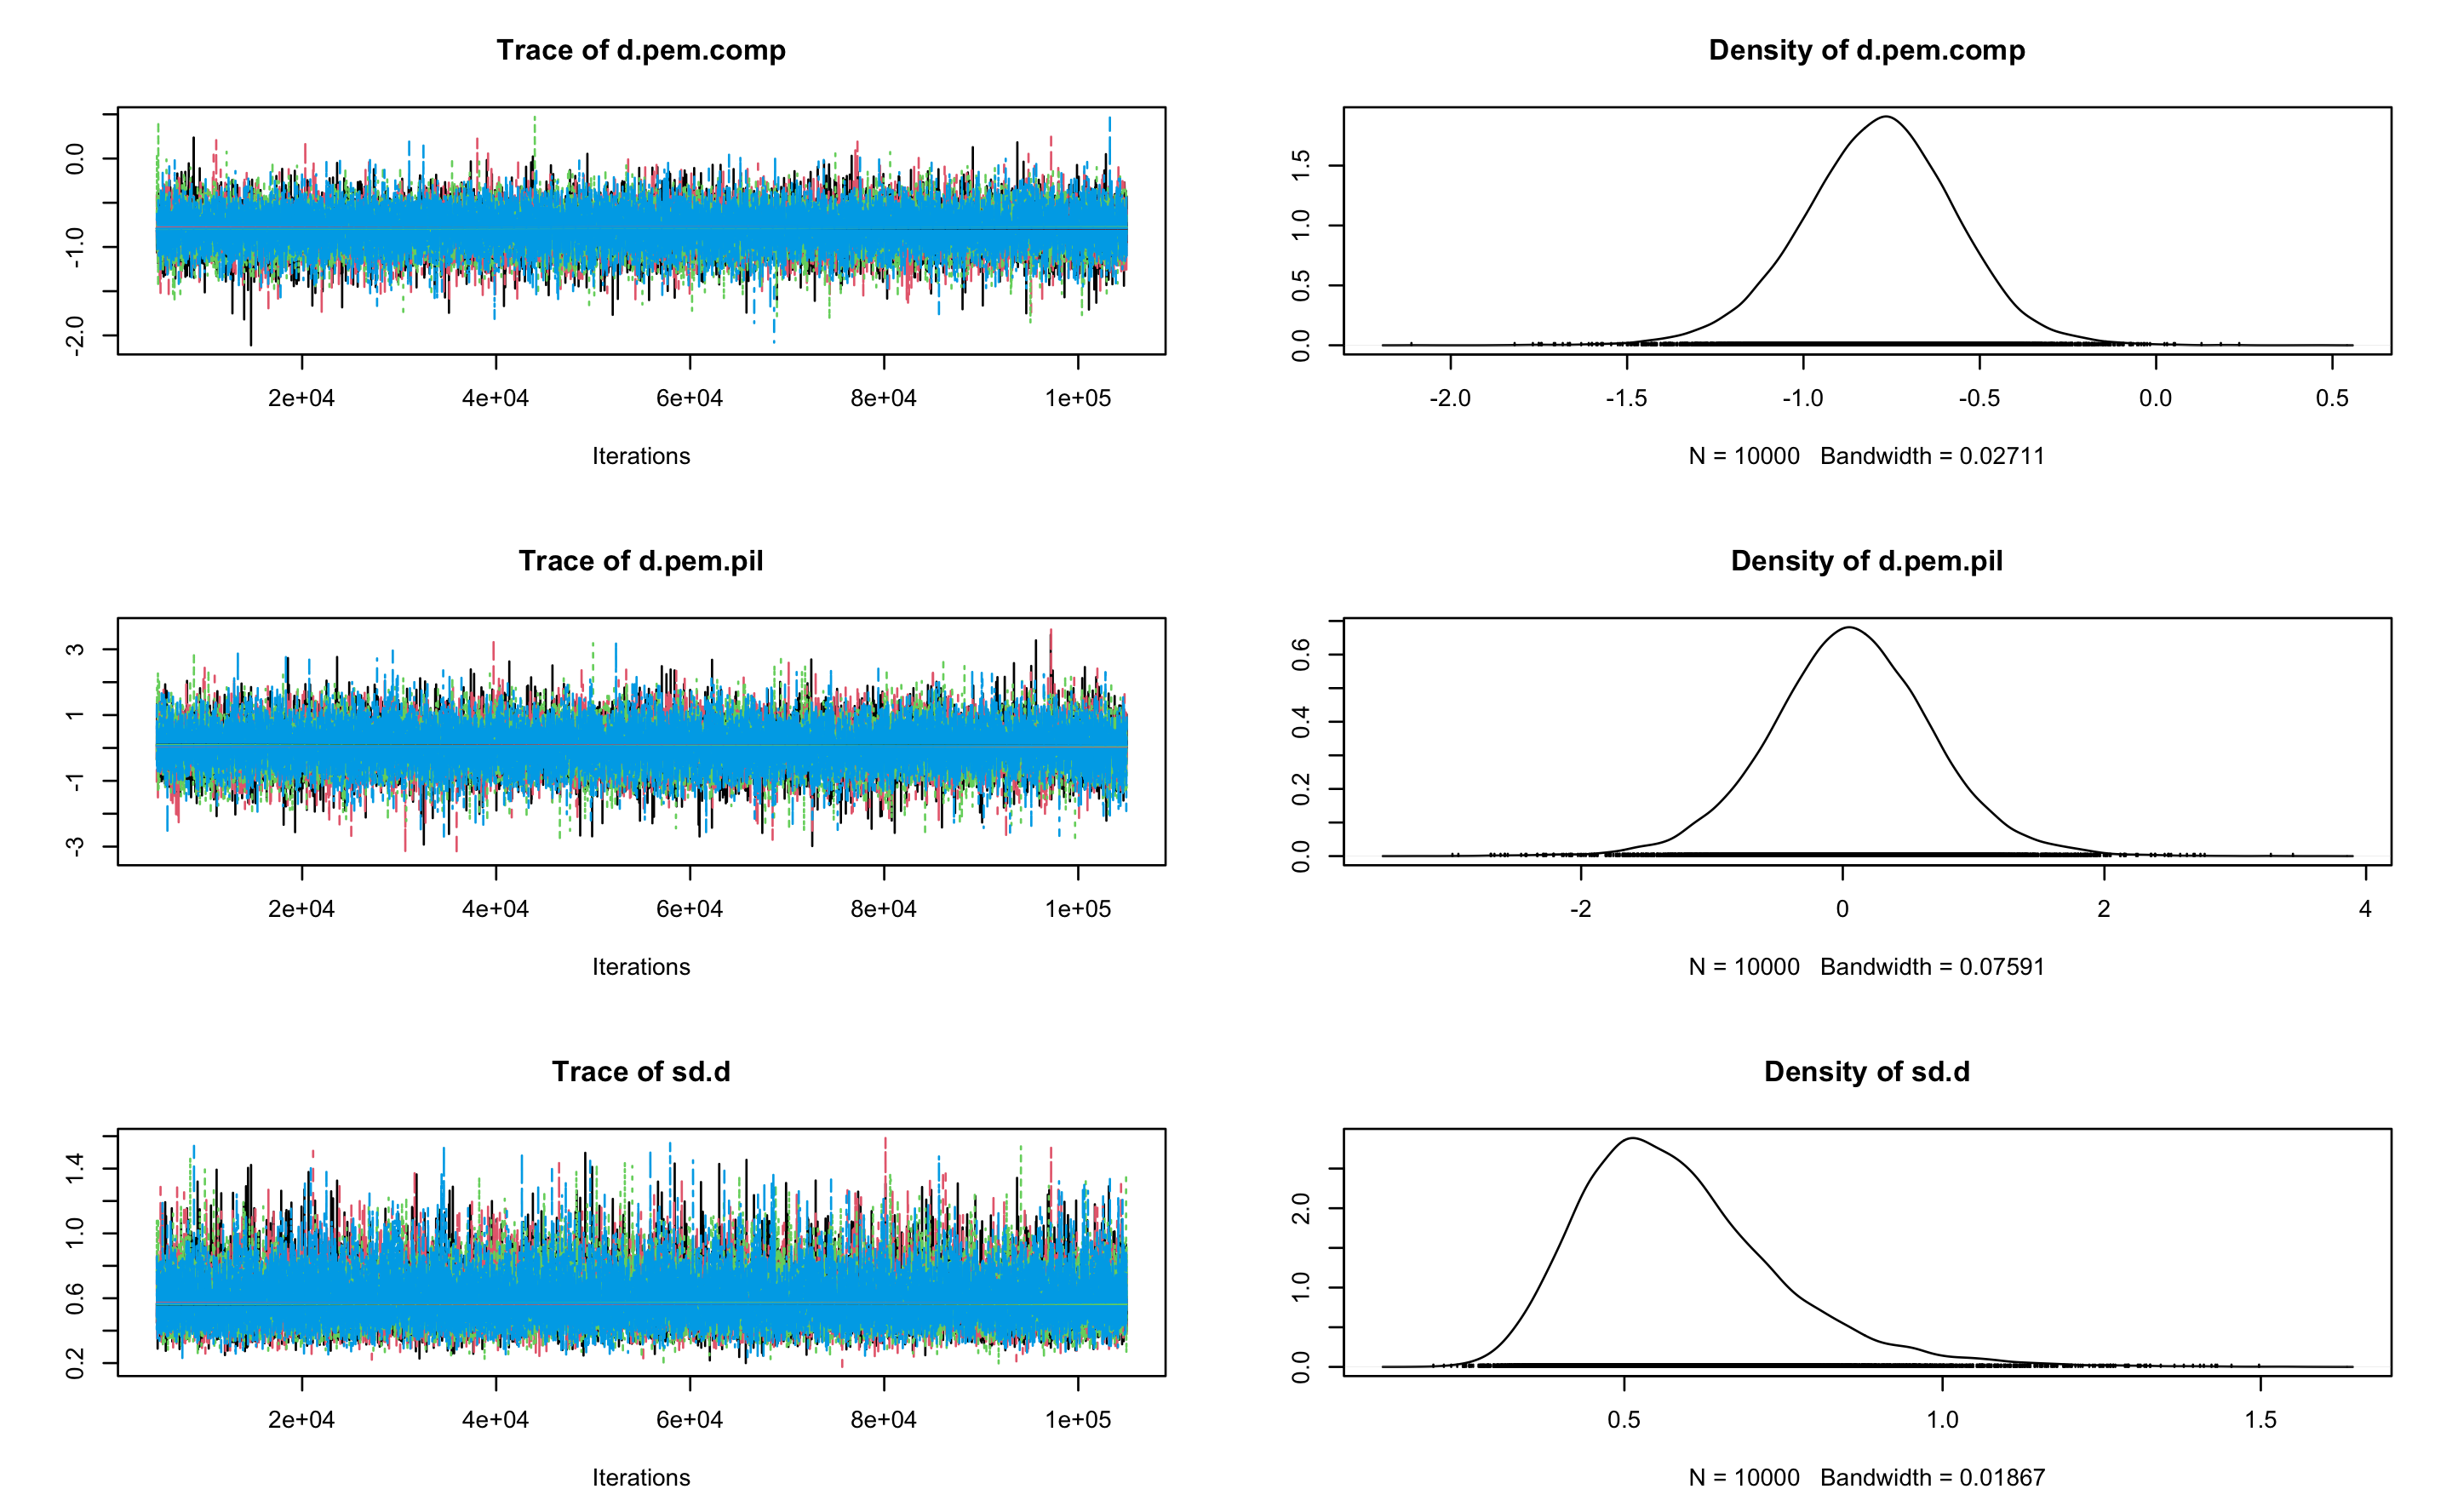 Trace of d.pem.comp
0.0
-1.0
-2.0
2e+04 4e+04 6e+04 8e+04 1e+05
Iterations
Density of d.pem.comp
1.5
1.0
0.5
0.0
-2.0 -1.5 -1.0 -0.5 0.0 0.5
N = 10000 Bandwidth = 0.02711
Trace of d.pem.pil
3
1
-1
-3
2e+04 4e+04 6e+04 8e+04 1e+05
Iterations
Density of d.pem.pil
0.6
0.4
0.2
0.0
-2 0 2 4
N = 10000 Bandwidth = 0.07591
Trace of sd.d
1.4
1.0
0.6
0.2
2e+04 4e+04 6e+04 8e+04 1e+05
Iterations
Density of sd.d
2.0
1.0
0.0
0.5 1.0 1.5
N = 10000 Bandwidth = 0.01867